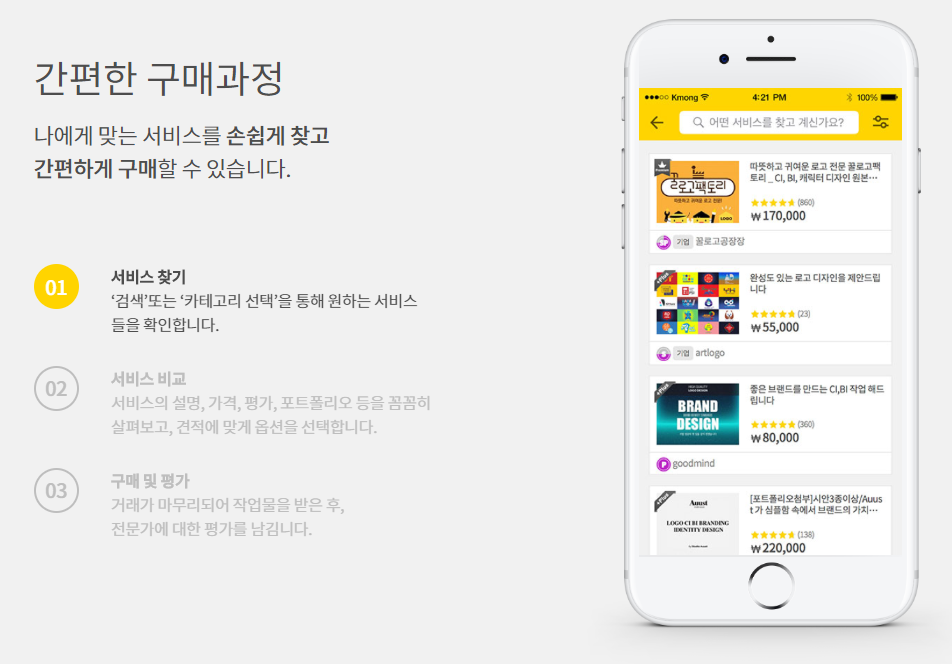 간편한 구매과정
나에게 맞는 서비스를 손쉽게 찾고
간편하게 구매할 수 있습니다.
01
서비스 찾기
‘검색’또는 ‘카테고리 선택’을 통해 원하는 서비스
들을 확인합니다.
02
서비스 비교
서비스의 설명, 가격, 평가, 포트폴리오 등을 꼼꼼히
살펴보고, 견적에 맞게 옵션을 선택합니다.
03
구매 및 평가
거래가 마무리되어 작업물을 받은 후,
전문가에 대한 평가를 남깁니다.
Kmong 4:21 PM 100%
어떤 서비스를 찾고 계신가요?
꿀로고팩토리
따뜻하고 귀여운 로고 전문!
LOGO
따뜻하고 귀여운 로고 전문 꿀로고팩
토리 _ CI, BI, 캐릭터 디자인 원본…
(860)
₩170,000
기업 꿀로고공장장
완성도 있는 로고 디자인을 제안드립
니다
(23)
₩55,000
기업 artlogo
BRAND
DESIGN
좋은 브랜드를 만드는 CI,BI 작업 해드
립니다
(360)
₩80,000
goodmind
Auust
LOGO CI BI BRANDING
IDENTITY DESIGN
[포트폴리오첨부]시안3종이상/Auus
t 가 심플함 속에서 브랜드의 가치…
(138)
₩220,000